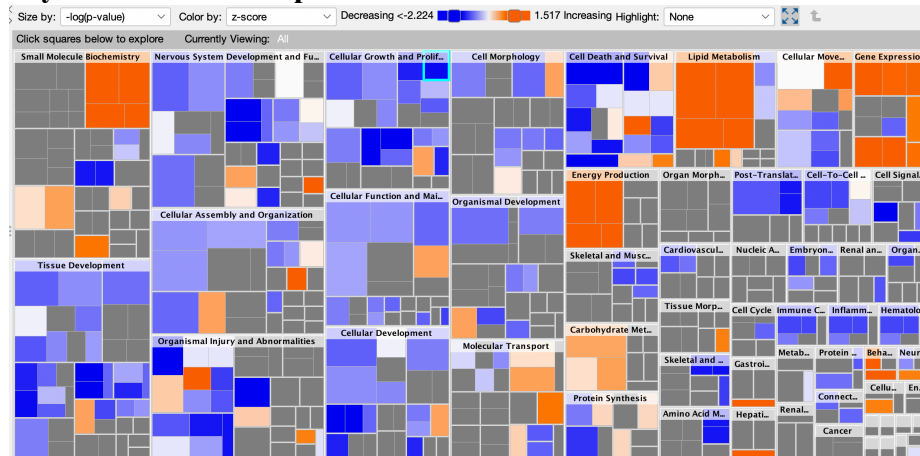 Size by: -log(p-value) Color by: z-score Decreasing <-2.224 1.517 Increasing Highlight: None
Click squares below to explore Currently Viewing: All
Small Molecule Biochemistry Nervous System Development and Fu... Cellular Growth and Prolif... Cell Morphology Cell Death and Survival Lipid Metabolism Cellular Move... Gene Expressio
Energy Production Organ Morph... Post-Translat... Cell-To-Cell ... Cell Signal.
Cellular Function and Mai... Organismal Development
Cellular Assembly and Organization
Skeletal and Musc... Cardiovascul... Nucleic A... Embryon... Renal an... Organ.
Tissue Development
Tissue Morp... Cell Cycle Immune C... Inflamm... Hematolo
Organismal Injury and Abnormalities Cellular Development Molecular Transport Carbohydrate Met...
Skeletal and ... Gastroi... Metab... Protein ... Beha... Neur
Cellu... En.
Protein Synthesis Amino Acid M... Hepati... Renal... Connect...
Cancer